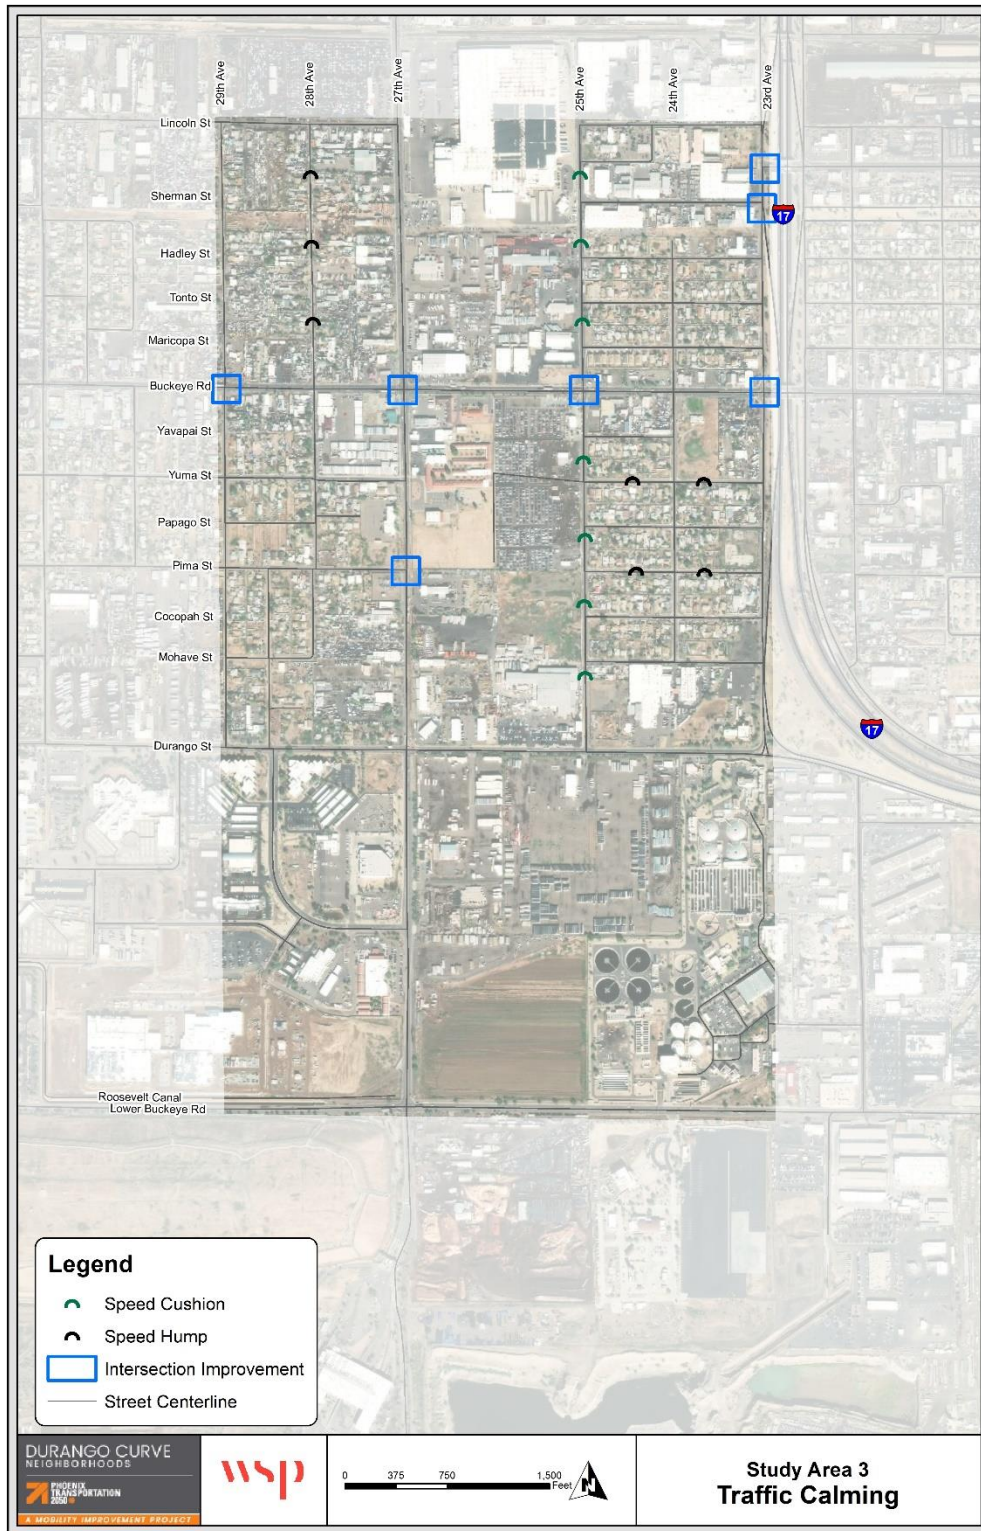 29th Ave
28th Ave
27th Ave
25th Ave
24th Ave
23rd Ave
Lincoln St
Sherman St
17
Hadley St
Tonto St
Maricopa St
Buckeye Rd
Yavapai St
Yuma St
Papago St
Pima St
Cocopah St
Mohave St
17
Durango St
Roosevelt Canal
Lower Buckeye Rd
Legend
Speed Cushion
Speed Hump
Intersection Improvement
Street Centerline
DURANGO CURVE
NEIGHBORHOODS
PHOENIX
TRANSPORTATION
2050
A MOBILITY IMPROVEMENT PROJECT
wsp
0 375 750 1,500
Feet
N
Study Area 3
Traffic Calming